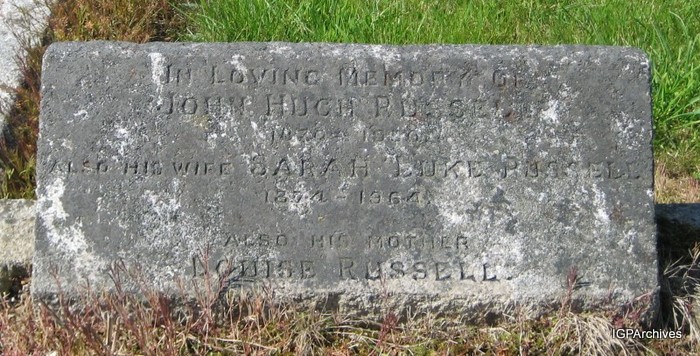 In Loving Memory of
John Hugh Russell
Also his wife Sarah Luke Russell
1874 - 1964
Also his mother
Louise Russell.
IGPArchives